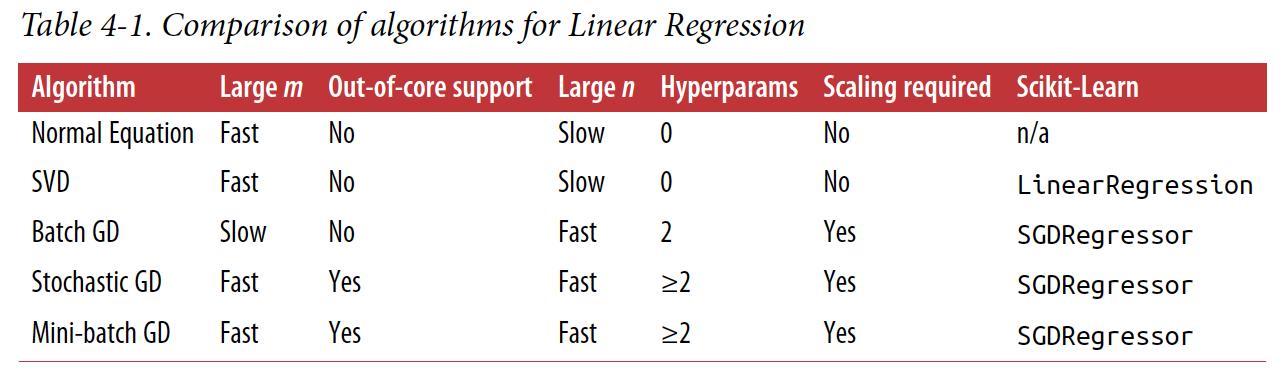 Table 4-1. Comparison of algorithms for Linear Regression
Algorithm Large m Out-of-core support Large n Hyperparams Scaling required Scikit-Learn
Normal Equation Fast No Slow 0 No n/a
SVD Fast No Slow 0 No LinearRegression
Batch GD Slow No Fast 2 Yes SGDRegressor
Stochastic GD Fast Yes Fast ≥2 Yes SGDRegressor
Mini-batch GD Fast Yes Fast ≥2 Yes SGDRegressor